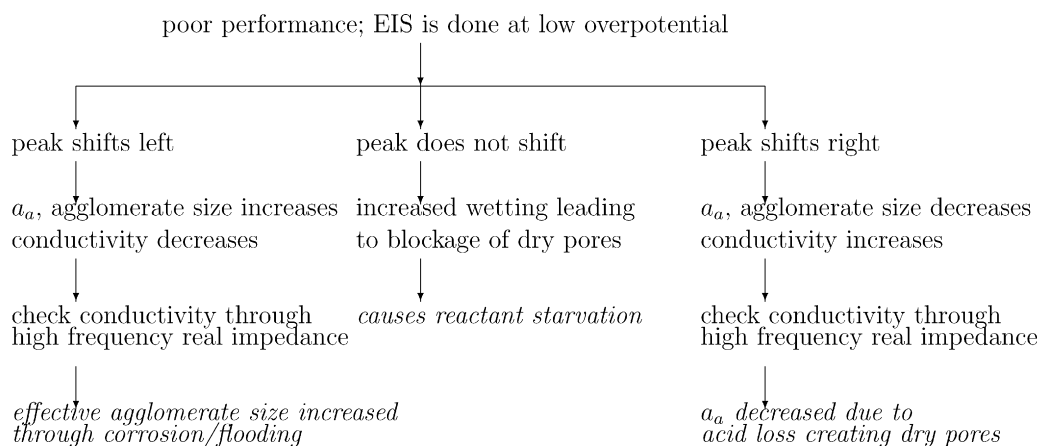 poor performance; EIS is done at low overpotential
peak shifts left
peak does not shift
peak shifts right
a_a, agglomerate size increases
conductivity decreases
increased wetting leading
to blockage of dry pores
a_a, agglomerate size decreases
conductivity increases
check conductivity through
high frequency real impedance
causes reactant starvation
check conductivity through
high frequency real impedance
effective agglomerate size increased
through corrosion/flooding
a_a decreased due to
acid loss creating dry pores